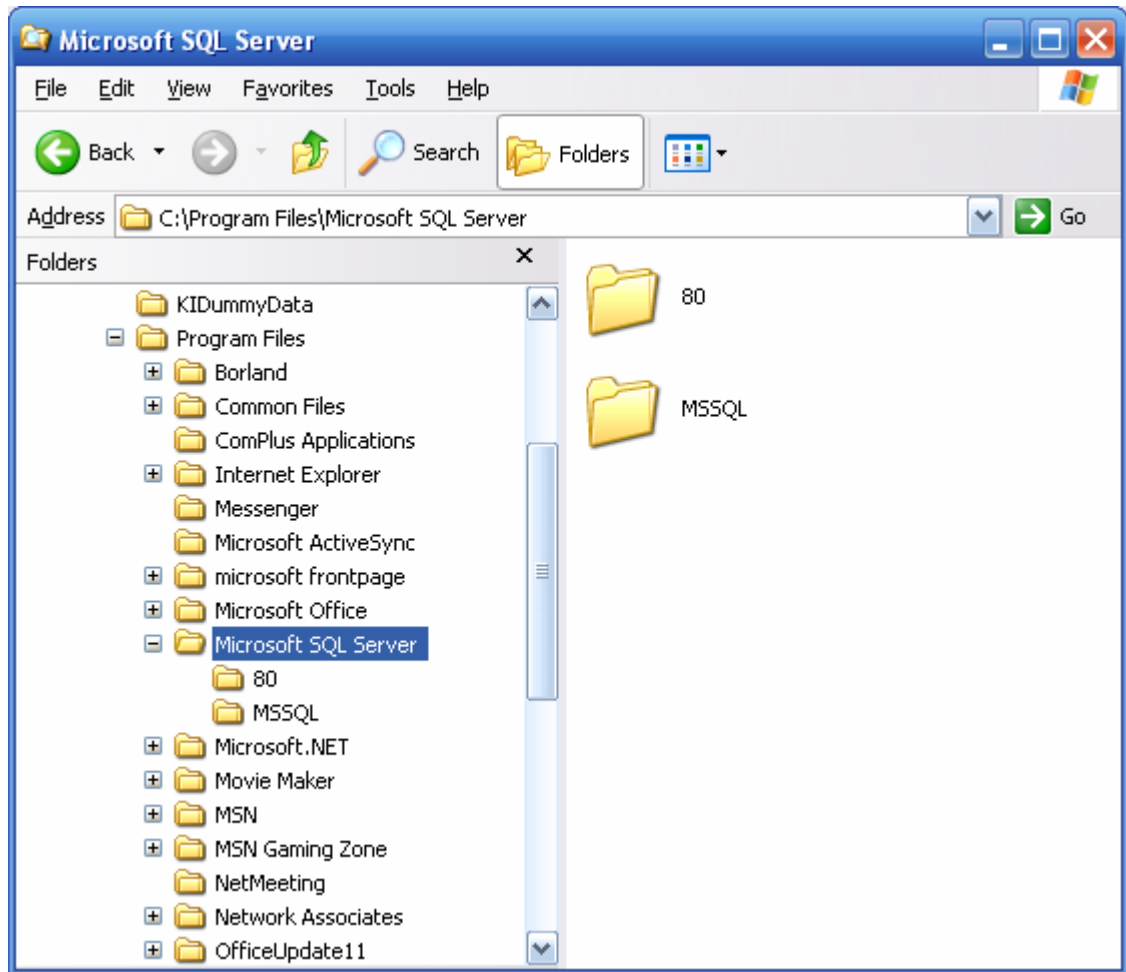 Microsoft SQL Server
File Edit View Favorites Tools Help
Back Search Folders
Address C:\Program Files\Microsoft SQL Server Go
Folders
KIDummyData
Program Files
Borland
Common Files
ComPlus Applications
Internet Explorer
Messenger
Microsoft ActiveSync
microsoft frontpage
Microsoft Office
Microsoft SQL Server
80
MSSQL
Microsoft.NET
Movie Maker
MSN
MSN Gaming Zone
NetMeeting
Network Associates
OfficeUpdate11
80
MSSQL